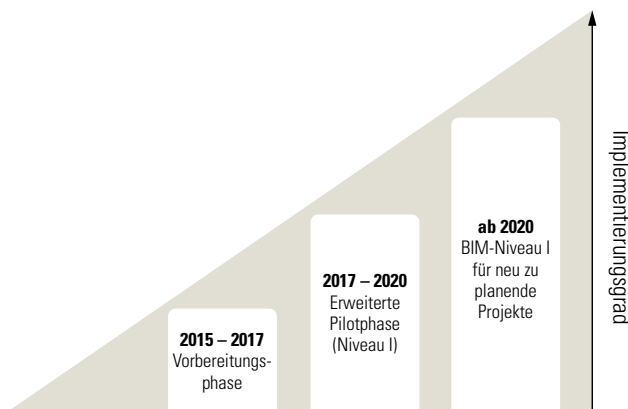 2015 – 2017
Vorbereitungs-
phase
2017 – 2020
Erweiterte
Pilotphase
(Niveau I)
ab 2020
BIM-Niveau I
für neu zu
planende
Projekte
Implementierungsgrad